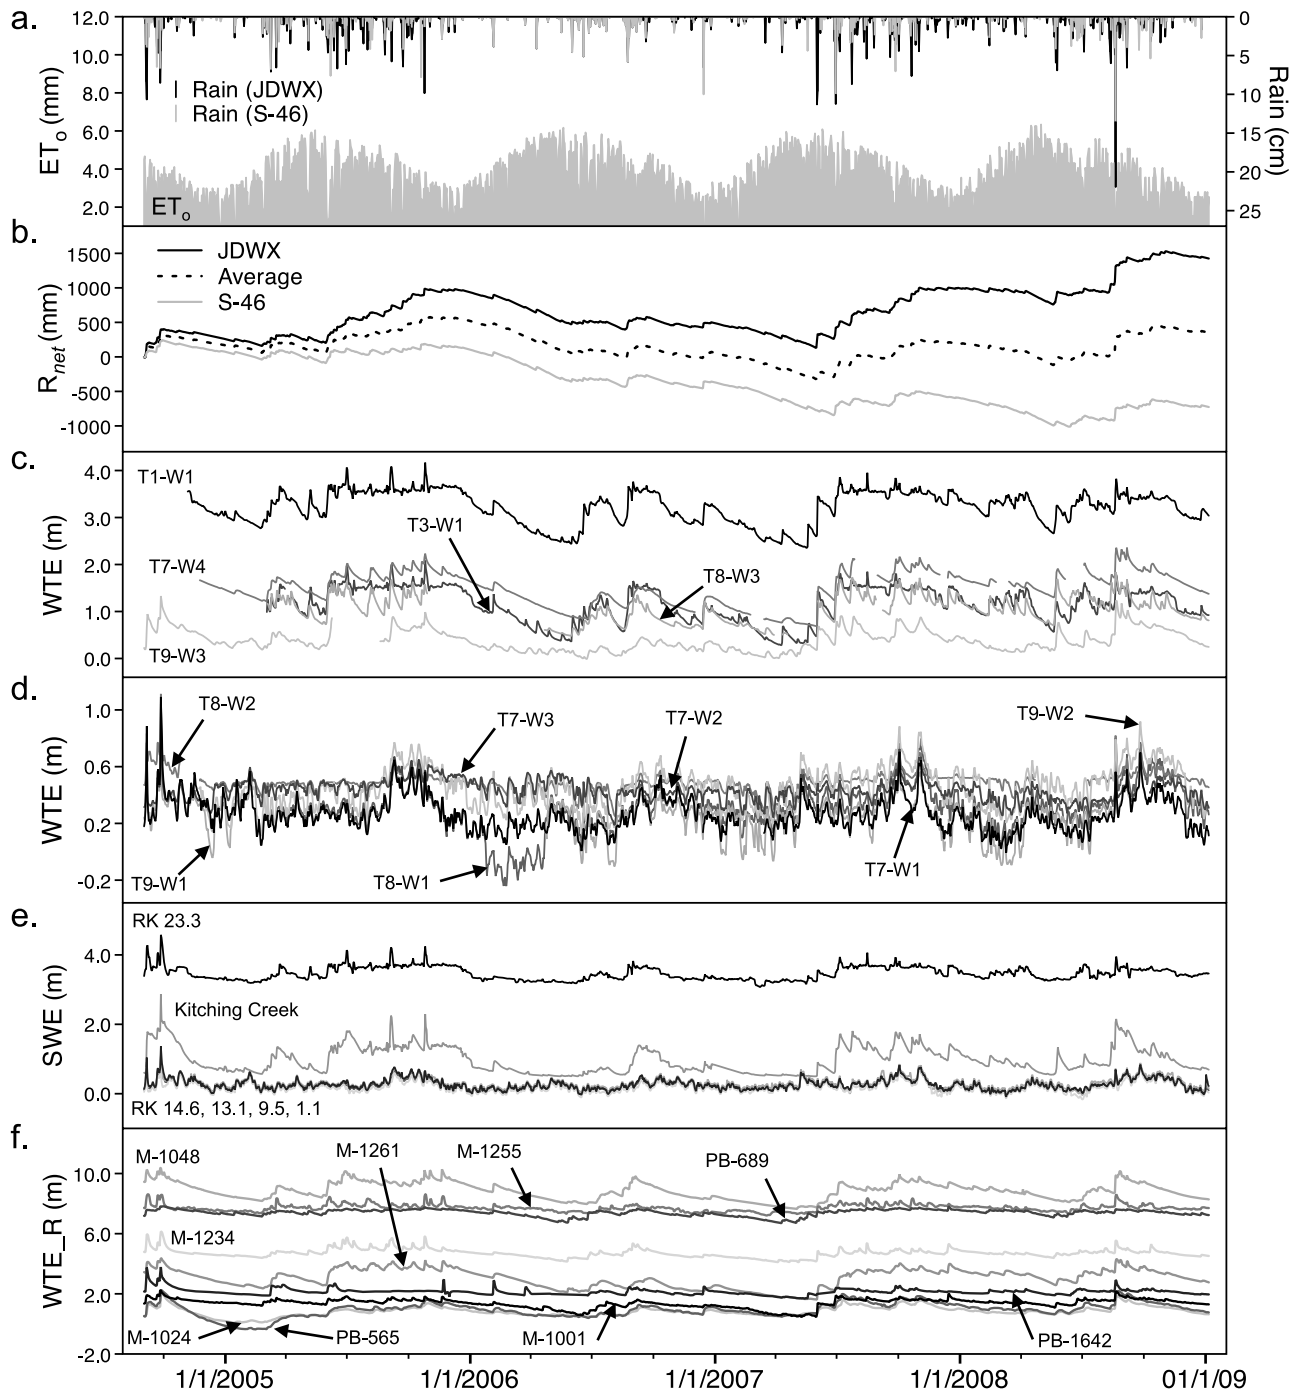 a.
12.0
10.0
8.0
6.0
4.0
2.0
ETo (mm)
Rain (JDWX)
Rain (S-46)
ETo
0
5
10
15
20
25
Rain (cm)
b.
1500
1000
500
0
-500
-1000
Rnet (mm)
JDWX
Average
S-46
c.
4.0
3.0
2.0
1.0
0.0
WTE (m)
T1-W1
T3-W1
T7-W4
T8-W3
T9-W3
d.
1.0
0.6
0.2
-0.2
WTE (m)
T8-W2
T7-W3
T7-W2
T9-W2
T9-W1
T8-W1
T7-W1
e.
4.0
2.0
0.0
SWE (m)
RK 23.3
Kitching Creek
RK 14.6, 13.1, 9.5, 1.1
f.
10.0
6.0
2.0
-2.0
WTE_R (m)
M-1048
M-1261
M-1255
PB-689
M-1234
M-1024
PB-565
M-1001
PB-1642
1/1/2005
1/1/2006
1/1/2007
1/1/2008
01/1/09